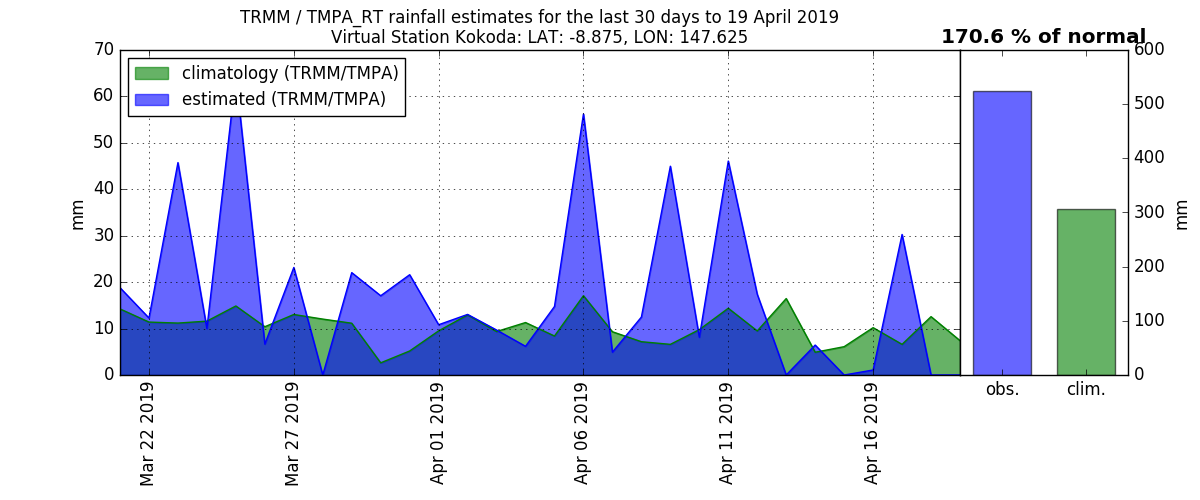 TRMM / TMPA_RT rainfall estimates for the last 30 days to 19 April 2019
Virtual Station Kokoda: LAT: -8.875, LON: 147.625
170.6 % of normal
climatology (TRMM/TMPA)
estimated (TRMM/TMPA)
70
60
50
40
30
20
10
0
mm
Mar 22 2019
Mar 27 2019
Apr 01 2019
Apr 06 2019
Apr 11 2019
Apr 16 2019
obs.
clim.
600
500
400
300
200
100
0
mm